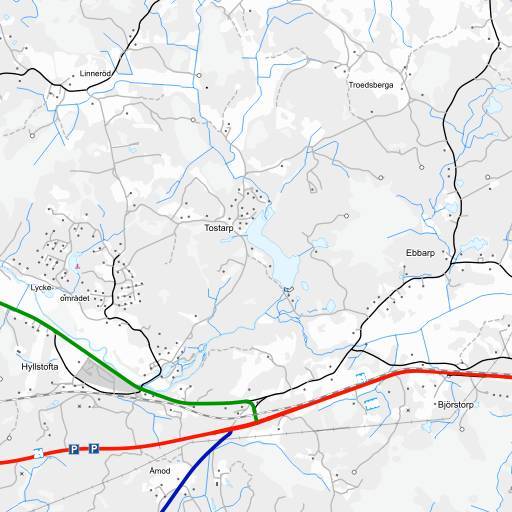 Linneröd
Troedsberga
Tostarp
Ebbarp
Lycke-
området
Hyllstofta
Björstorp
P P
Åmod